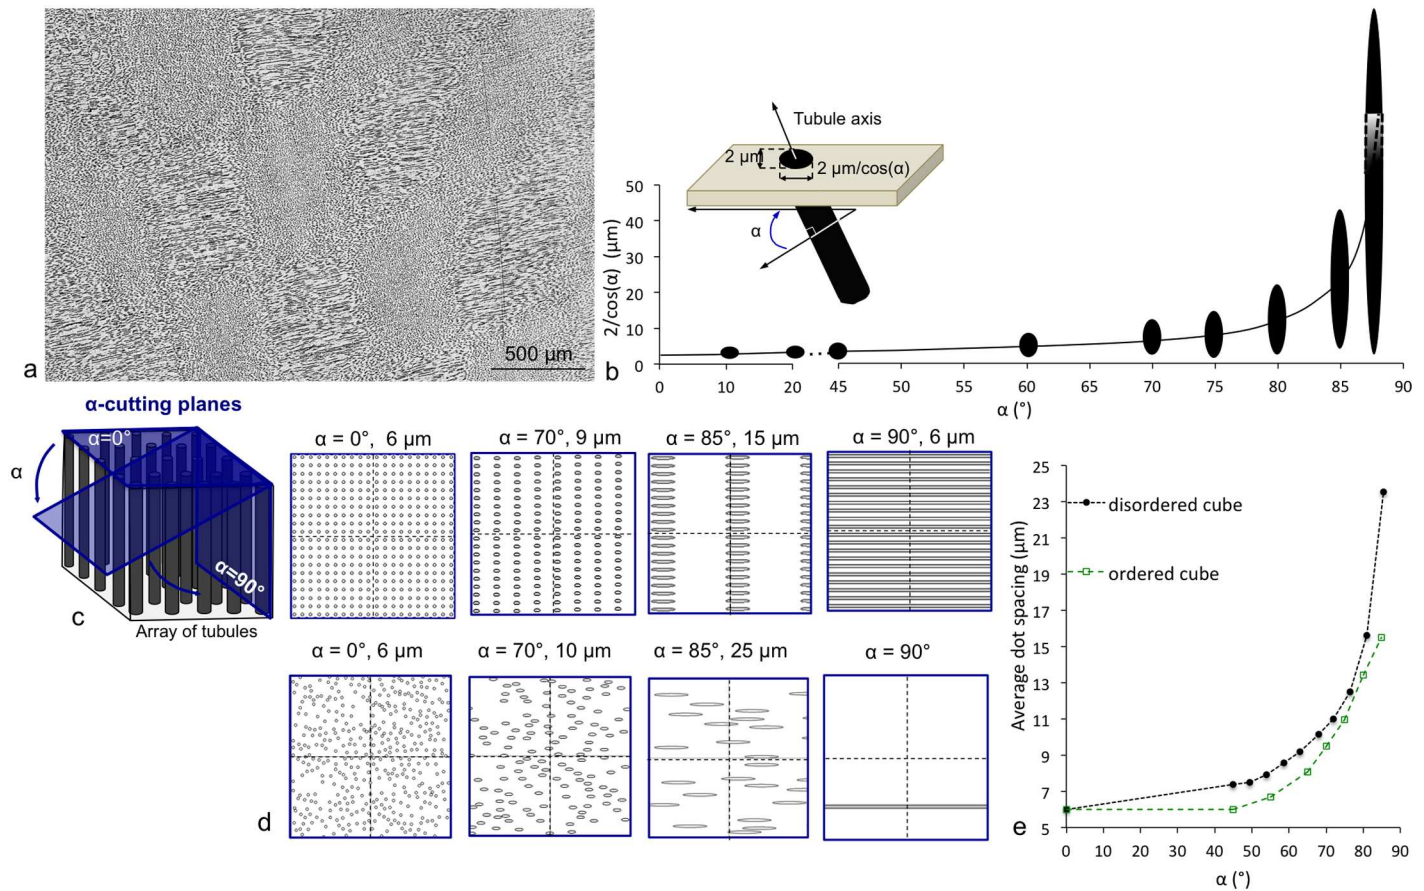 a
500 µm
b
Tubule axis
2 µm
2 µm/cos(α)
α
2/cos(α) (µm)
50
40
30
20
10
0
0
10
20
45
50
55
60
65
70
75
80
85
90
α (°)
α-cutting planes
α=0°
α
α=90°
c
Array of tubules
α = 0°, 6 µm
α = 70°, 9 µm
α = 85°, 15 µm
α = 90°, 6 µm
d
α = 0°, 6 µm
α = 70°, 10 µm
α = 85°, 25 µm
α = 90°
e
Average dot spacing (µm)
25
23
21
19
17
15
13
11
9
7
5
disordered cube
ordered cube
0
10
20
30
40
50
60
70
80
90
α (°)